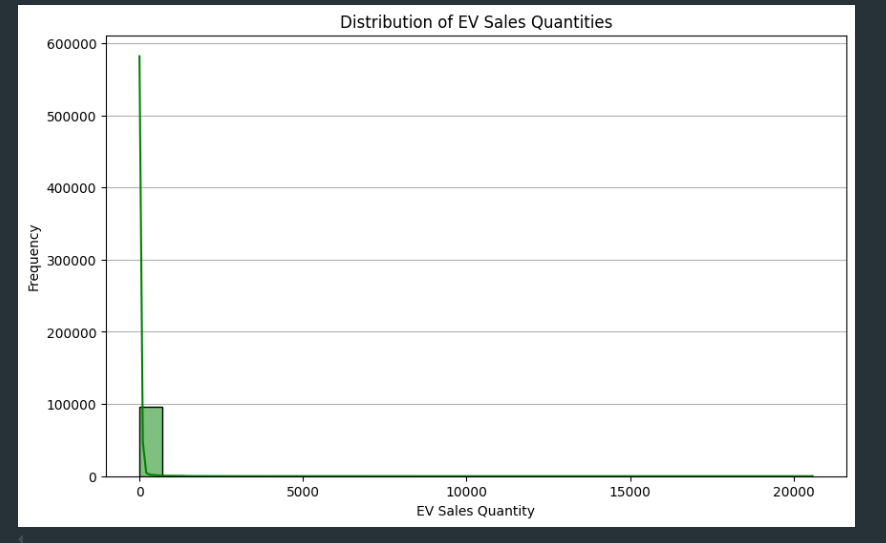 Distribution of EV Sales Quantities
600000
500000
400000
300000
200000
100000
0
Frequency
0 5000 10000 15000 20000
EV Sales Quantity